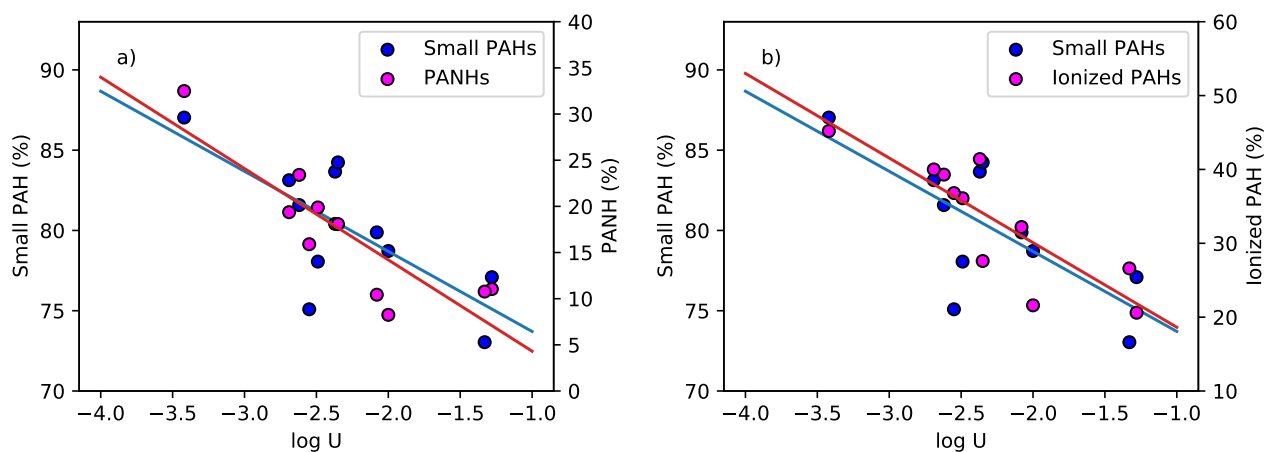 a)
Small PAHs
PANHs
90
85
80
75
70
Small PAH (%)
40
35
30
25
20
15
10
5
0
PANH (%)
−4.0 −3.5 −3.0 −2.5 −2.0 −1.5 −1.0
log U
b)
Small PAHs
Ionized PAHs
90
85
80
75
70
Small PAH (%)
60
50
40
30
20
10
Ionized PAH (%)
−4.0 −3.5 −3.0 −2.5 −2.0 −1.5 −1.0
log U